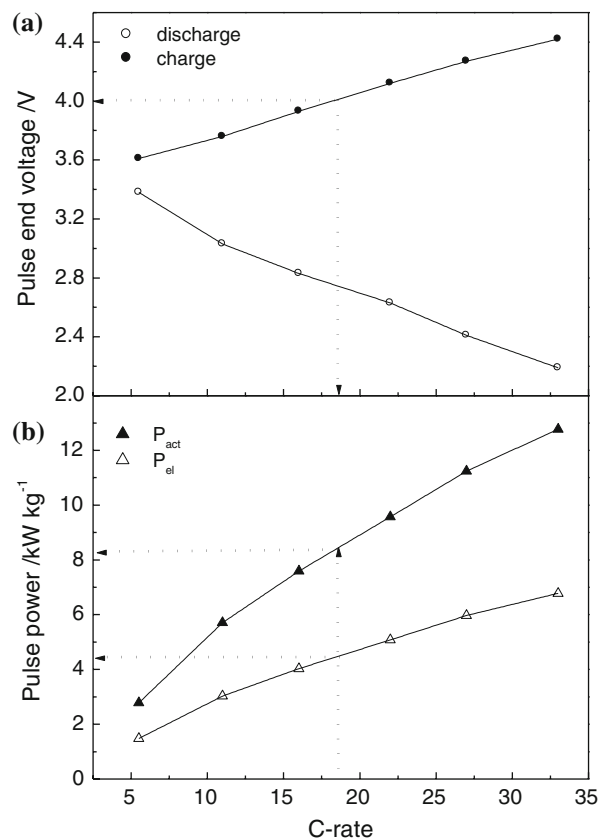 (a)
discharge
charge
Pulse end voltage /V
4.4
4.0
3.6
3.2
2.8
2.4
2.0
(b)
P_act
P_el
Pulse power /kW kg⁻¹
12
10
8
6
4
2
0
5 10 15 20 25 30 35
C-rate